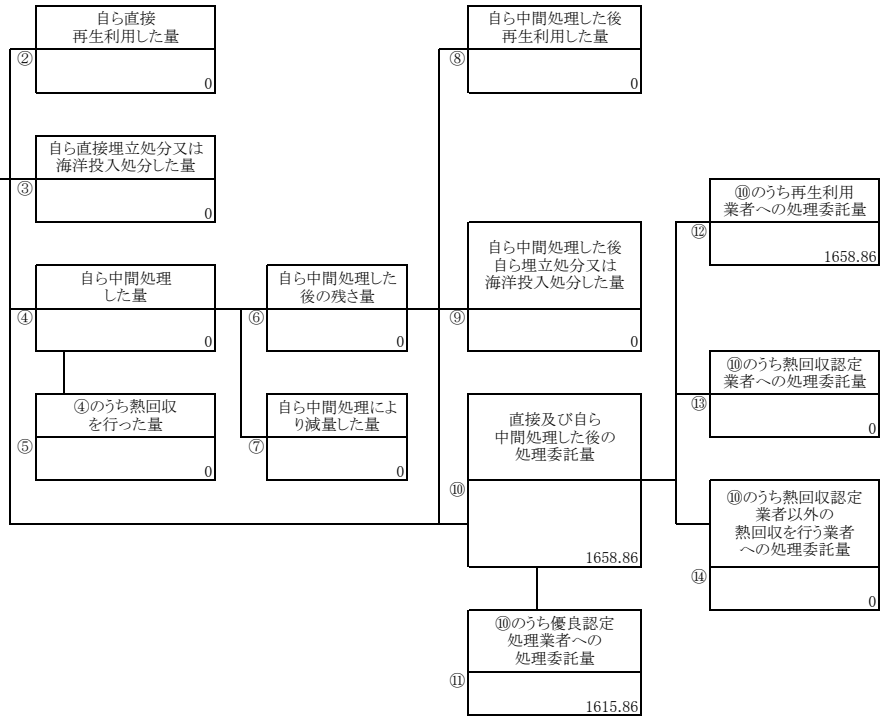 自ら直接
再生利用した量
②
0
自ら直接埋立処分又は
海洋投入処分した量
③
0
自ら中間処理
した量
④
0
④のうち熱回収
を行った量
⑤
0
自ら中間処理した
後の残さ量
⑥
0
自ら中間処理によ
り減量した量
⑦
0
自ら中間処理した後
再生利用した量
⑧
0
自ら中間処理した後
自ら埋立処分又は
海洋投入処分した量
⑨
0
直接及び自ら
中間処理した後の
処理委託量
⑩
1658.86
⑩のうち優良認定
処理業者への
処理委託量
⑪
1615.86
⑩のうち再生利用
業者への処理委託量
⑫
1658.86
⑩のうち熱回収認定
業者への処理委託量
⑬
0
⑩のうち熱回収認定
業者以外の
熱回収を行う業者
への処理委託量
⑭
0